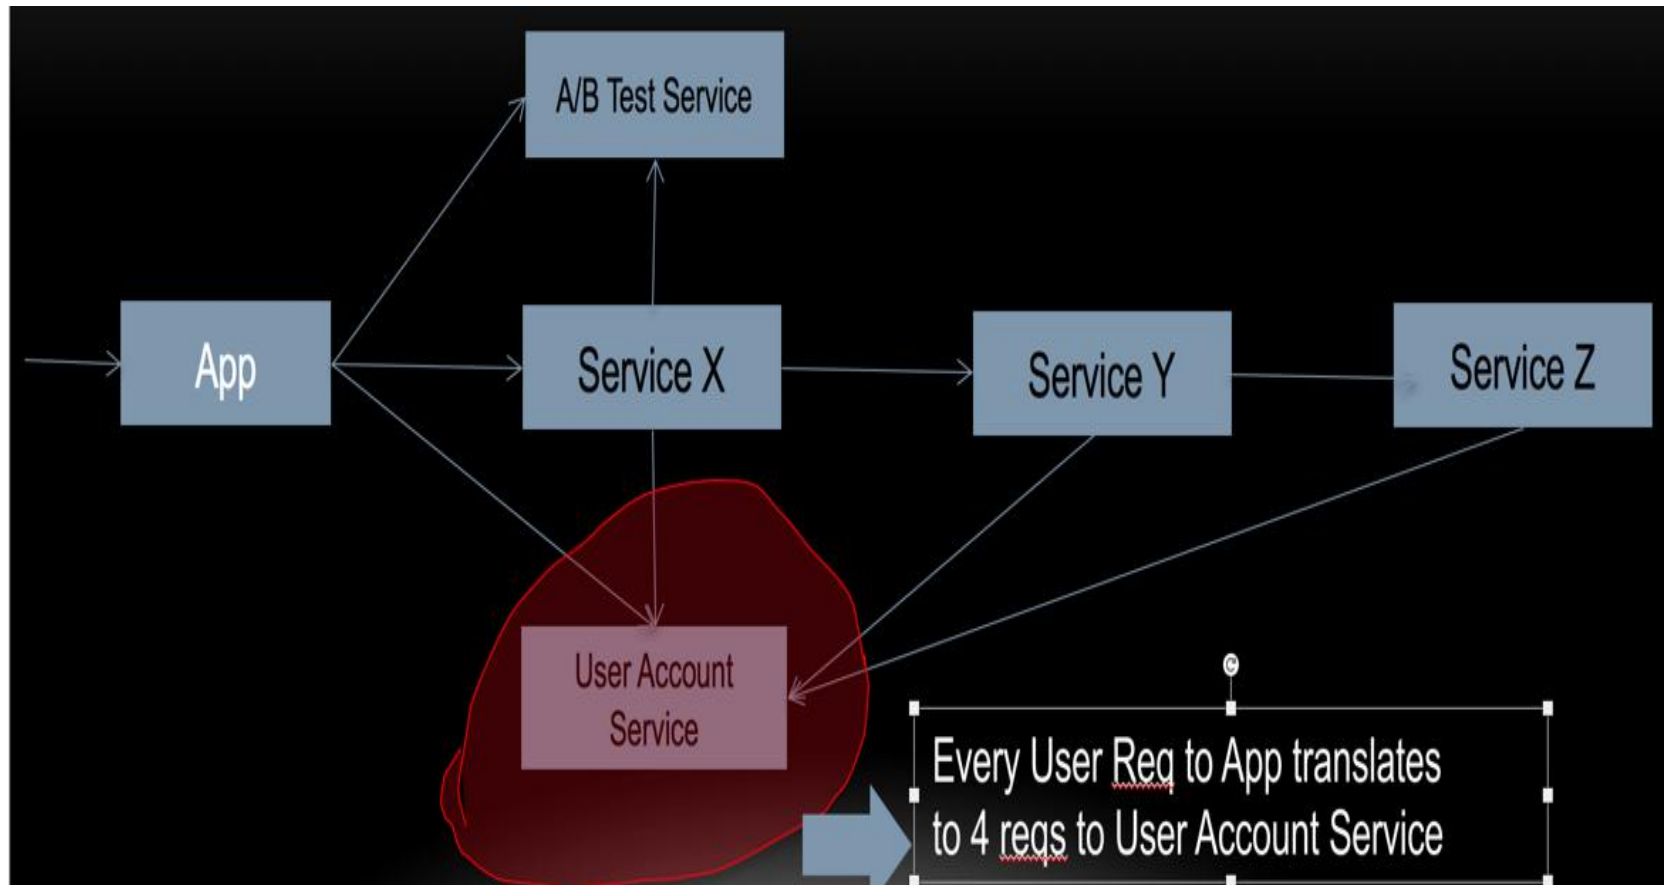 A/B Test Service
App
Service X
Service Y
Service Z
User Account
Service
Every User Req to App translates
to 4 reqs to User Account Service